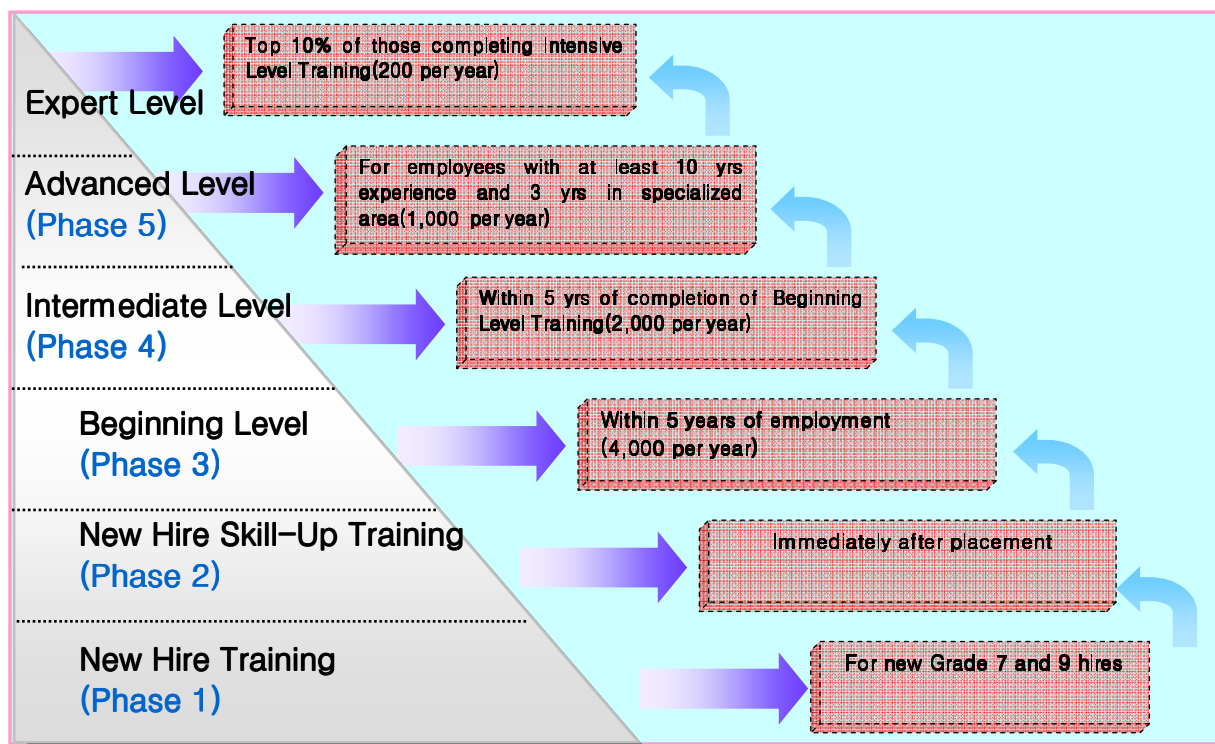 Top 10% of those completing Intensive
Level Training(200 per year)
Expert Level
For employees with at least 10 yrs
experience and 3 yrs in specialized
area(1,000 per year)
Advanced Level
(Phase 5)
Within 5 yrs of completion of Beginning
Level Training(2,000 per year)
Intermediate Level
(Phase 4)
Within 5 years of employment
(4,000 per year)
Beginning Level
(Phase 3)
Immediately after placement
New Hire Skill-Up Training
(Phase 2)
For new Grade 7 and 9 hires
New Hire Training
(Phase 1)